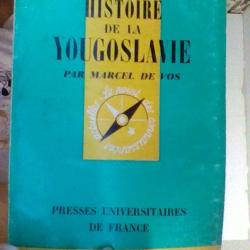 HISTOIRE
DE LA
YOUGOSLAVIE
PAR MARCEL DE VOS
PRESSES UNIVERSITAIRES
DE FRANCE